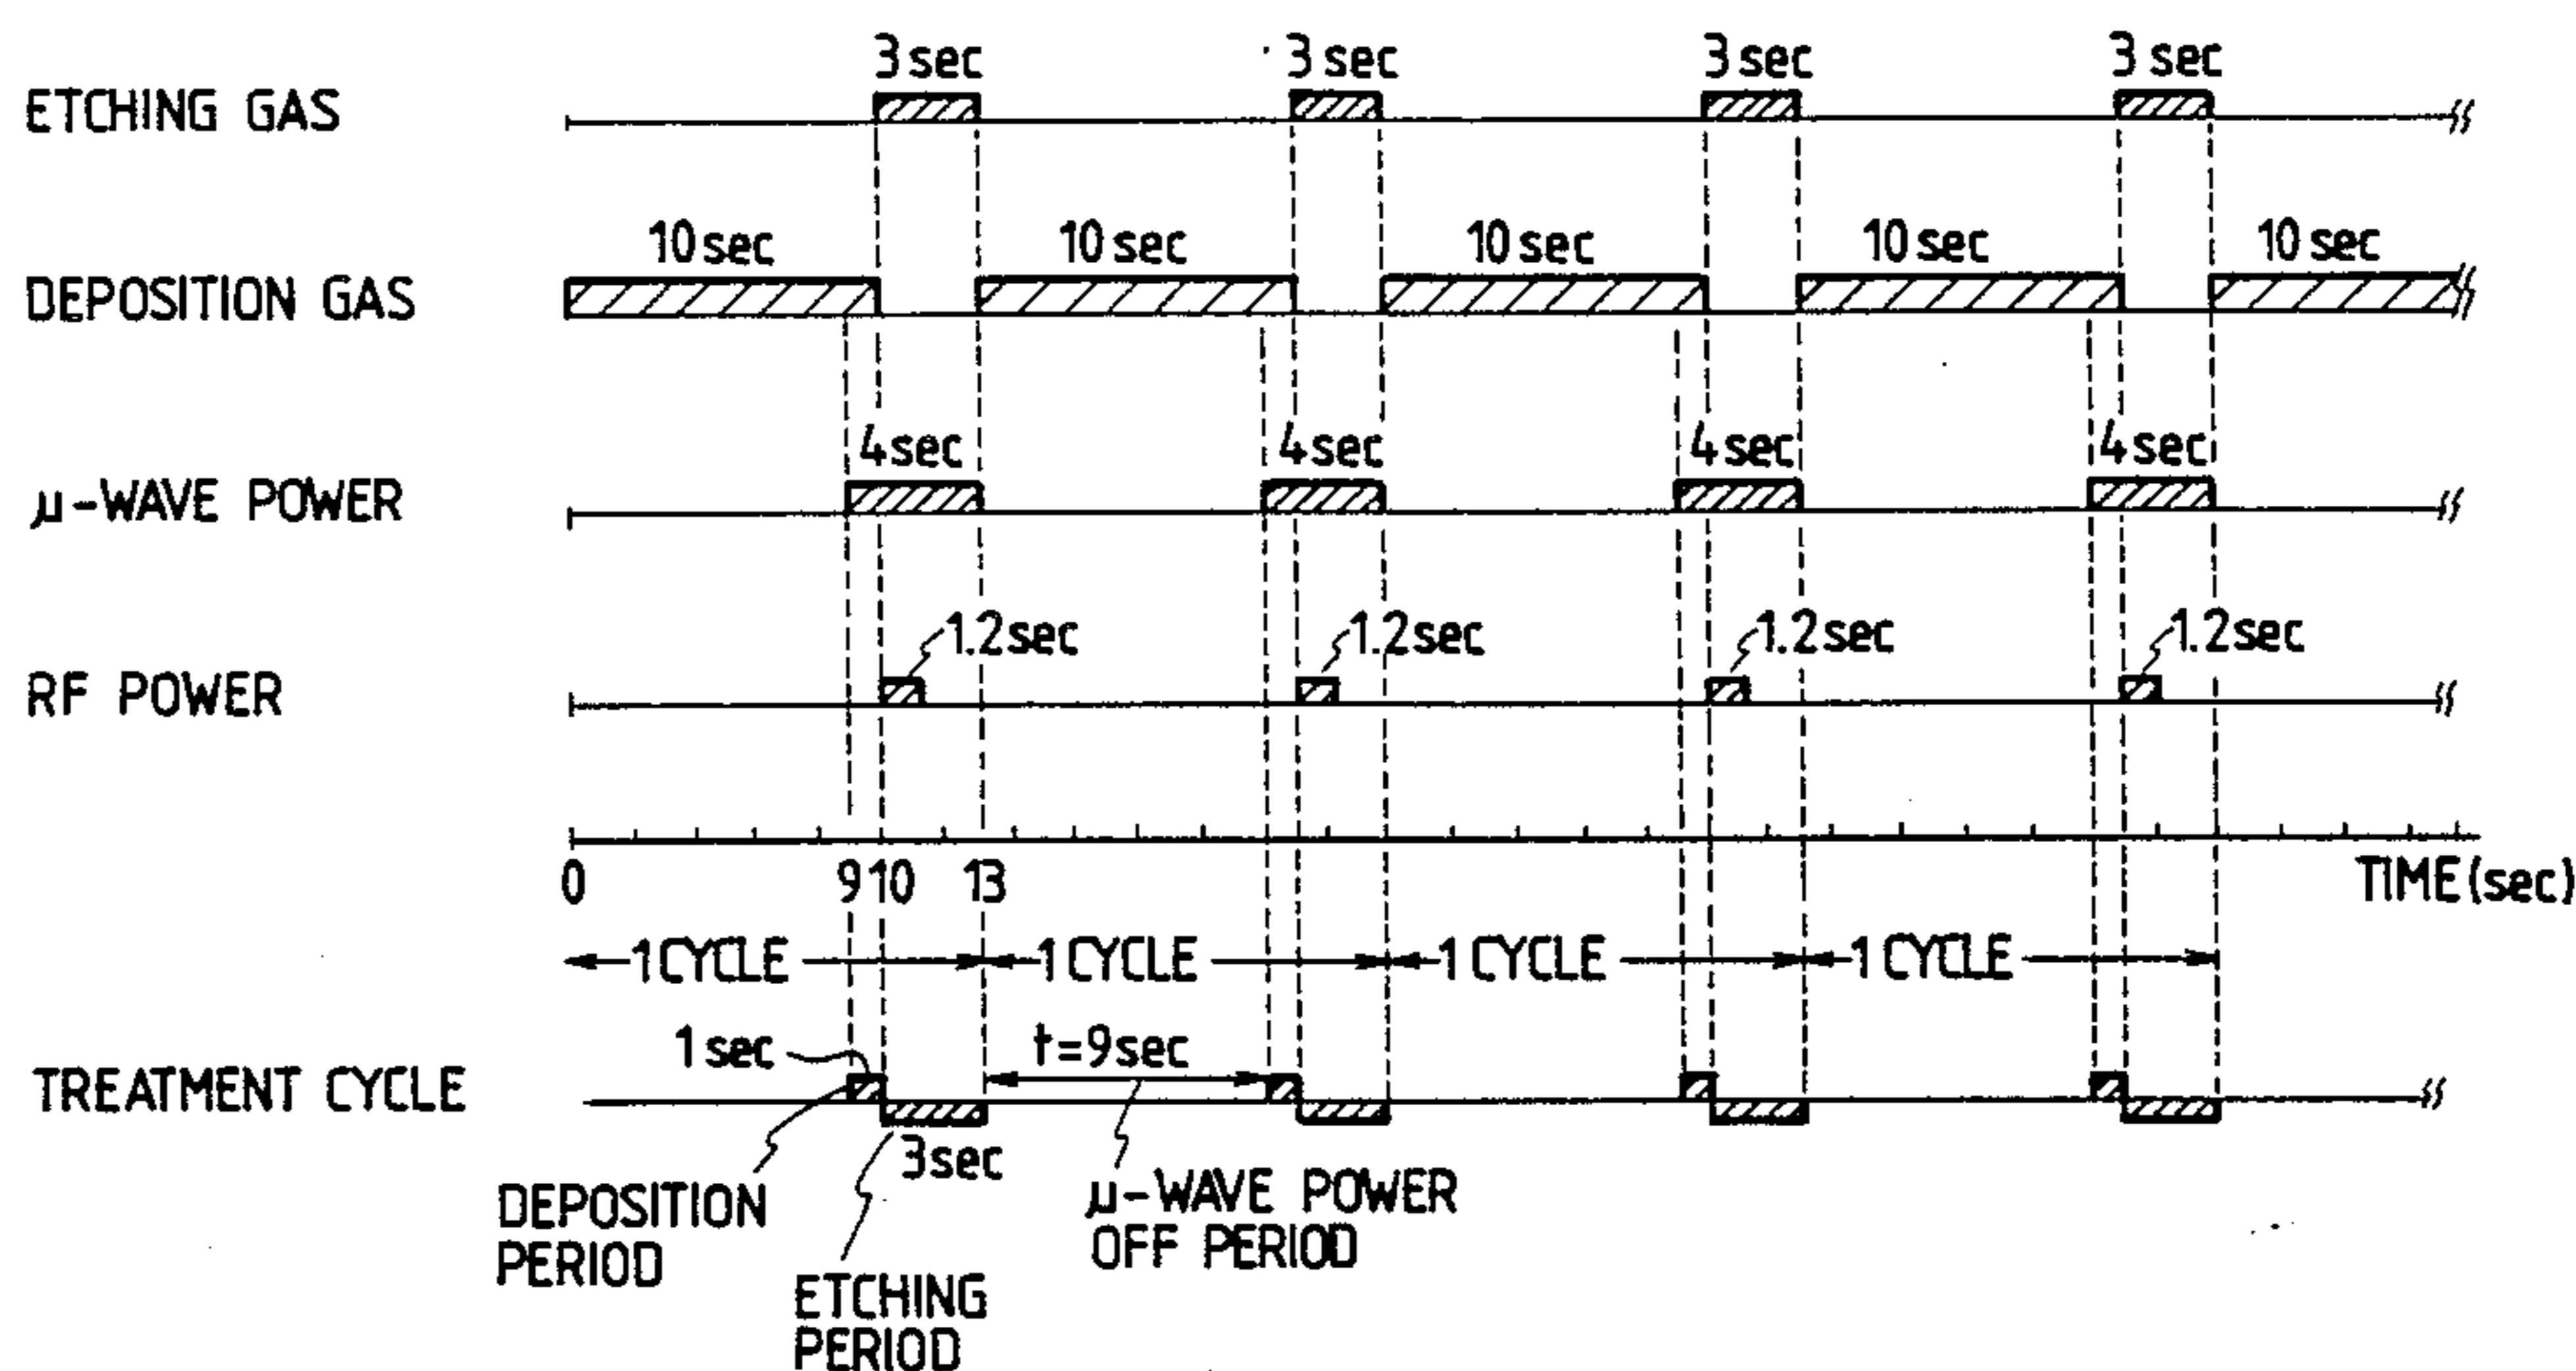 3 sec 3 sec 3 sec 3 sec
ETCHING GAS
10 sec 10 sec 10 sec 10 sec 10 sec
DEPOSITION GAS
4 sec 4 sec 4 sec 4 sec
μ-WAVE POWER
1.2 sec 1.2 sec 1.2 sec 1.2 sec
RF POWER
0 9 10 13 TIME (sec)
1 CYCLE 1 CYCLE 1 CYCLE 1 CYCLE
1 sec t=9sec
TREATMENT CYCLE
3 sec
DEPOSITION
PERIOD
μ-WAVE POWER
OFF PERIOD
ETCHING
PERIOD